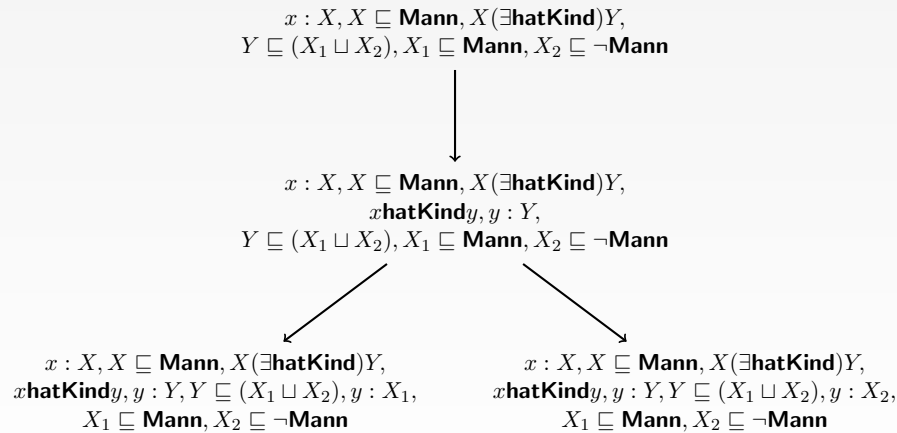 x : X, X ⊑ Mann, X(∃hatKind)Y,
Y ⊑ (X₁ ⊔ X₂), X₁ ⊑ Mann, X₂ ⊑ ¬Mann
x : X, X ⊑ Mann, X(∃hatKind)Y,
xhatKindy, y : Y,
Y ⊑ (X₁ ⊔ X₂), X₁ ⊑ Mann, X₂ ⊑ ¬Mann
x : X, X ⊑ Mann, X(∃hatKind)Y,
xhatKindy, y : Y, Y ⊑ (X₁ ⊔ X₂), y : X₁,
X₁ ⊑ Mann, X₂ ⊑ ¬Mann
x : X, X ⊑ Mann, X(∃hatKind)Y,
xhatKindy, y : Y, Y ⊑ (X₁ ⊔ X₂), y : X₂,
X₁ ⊑ Mann, X₂ ⊑ ¬Mann